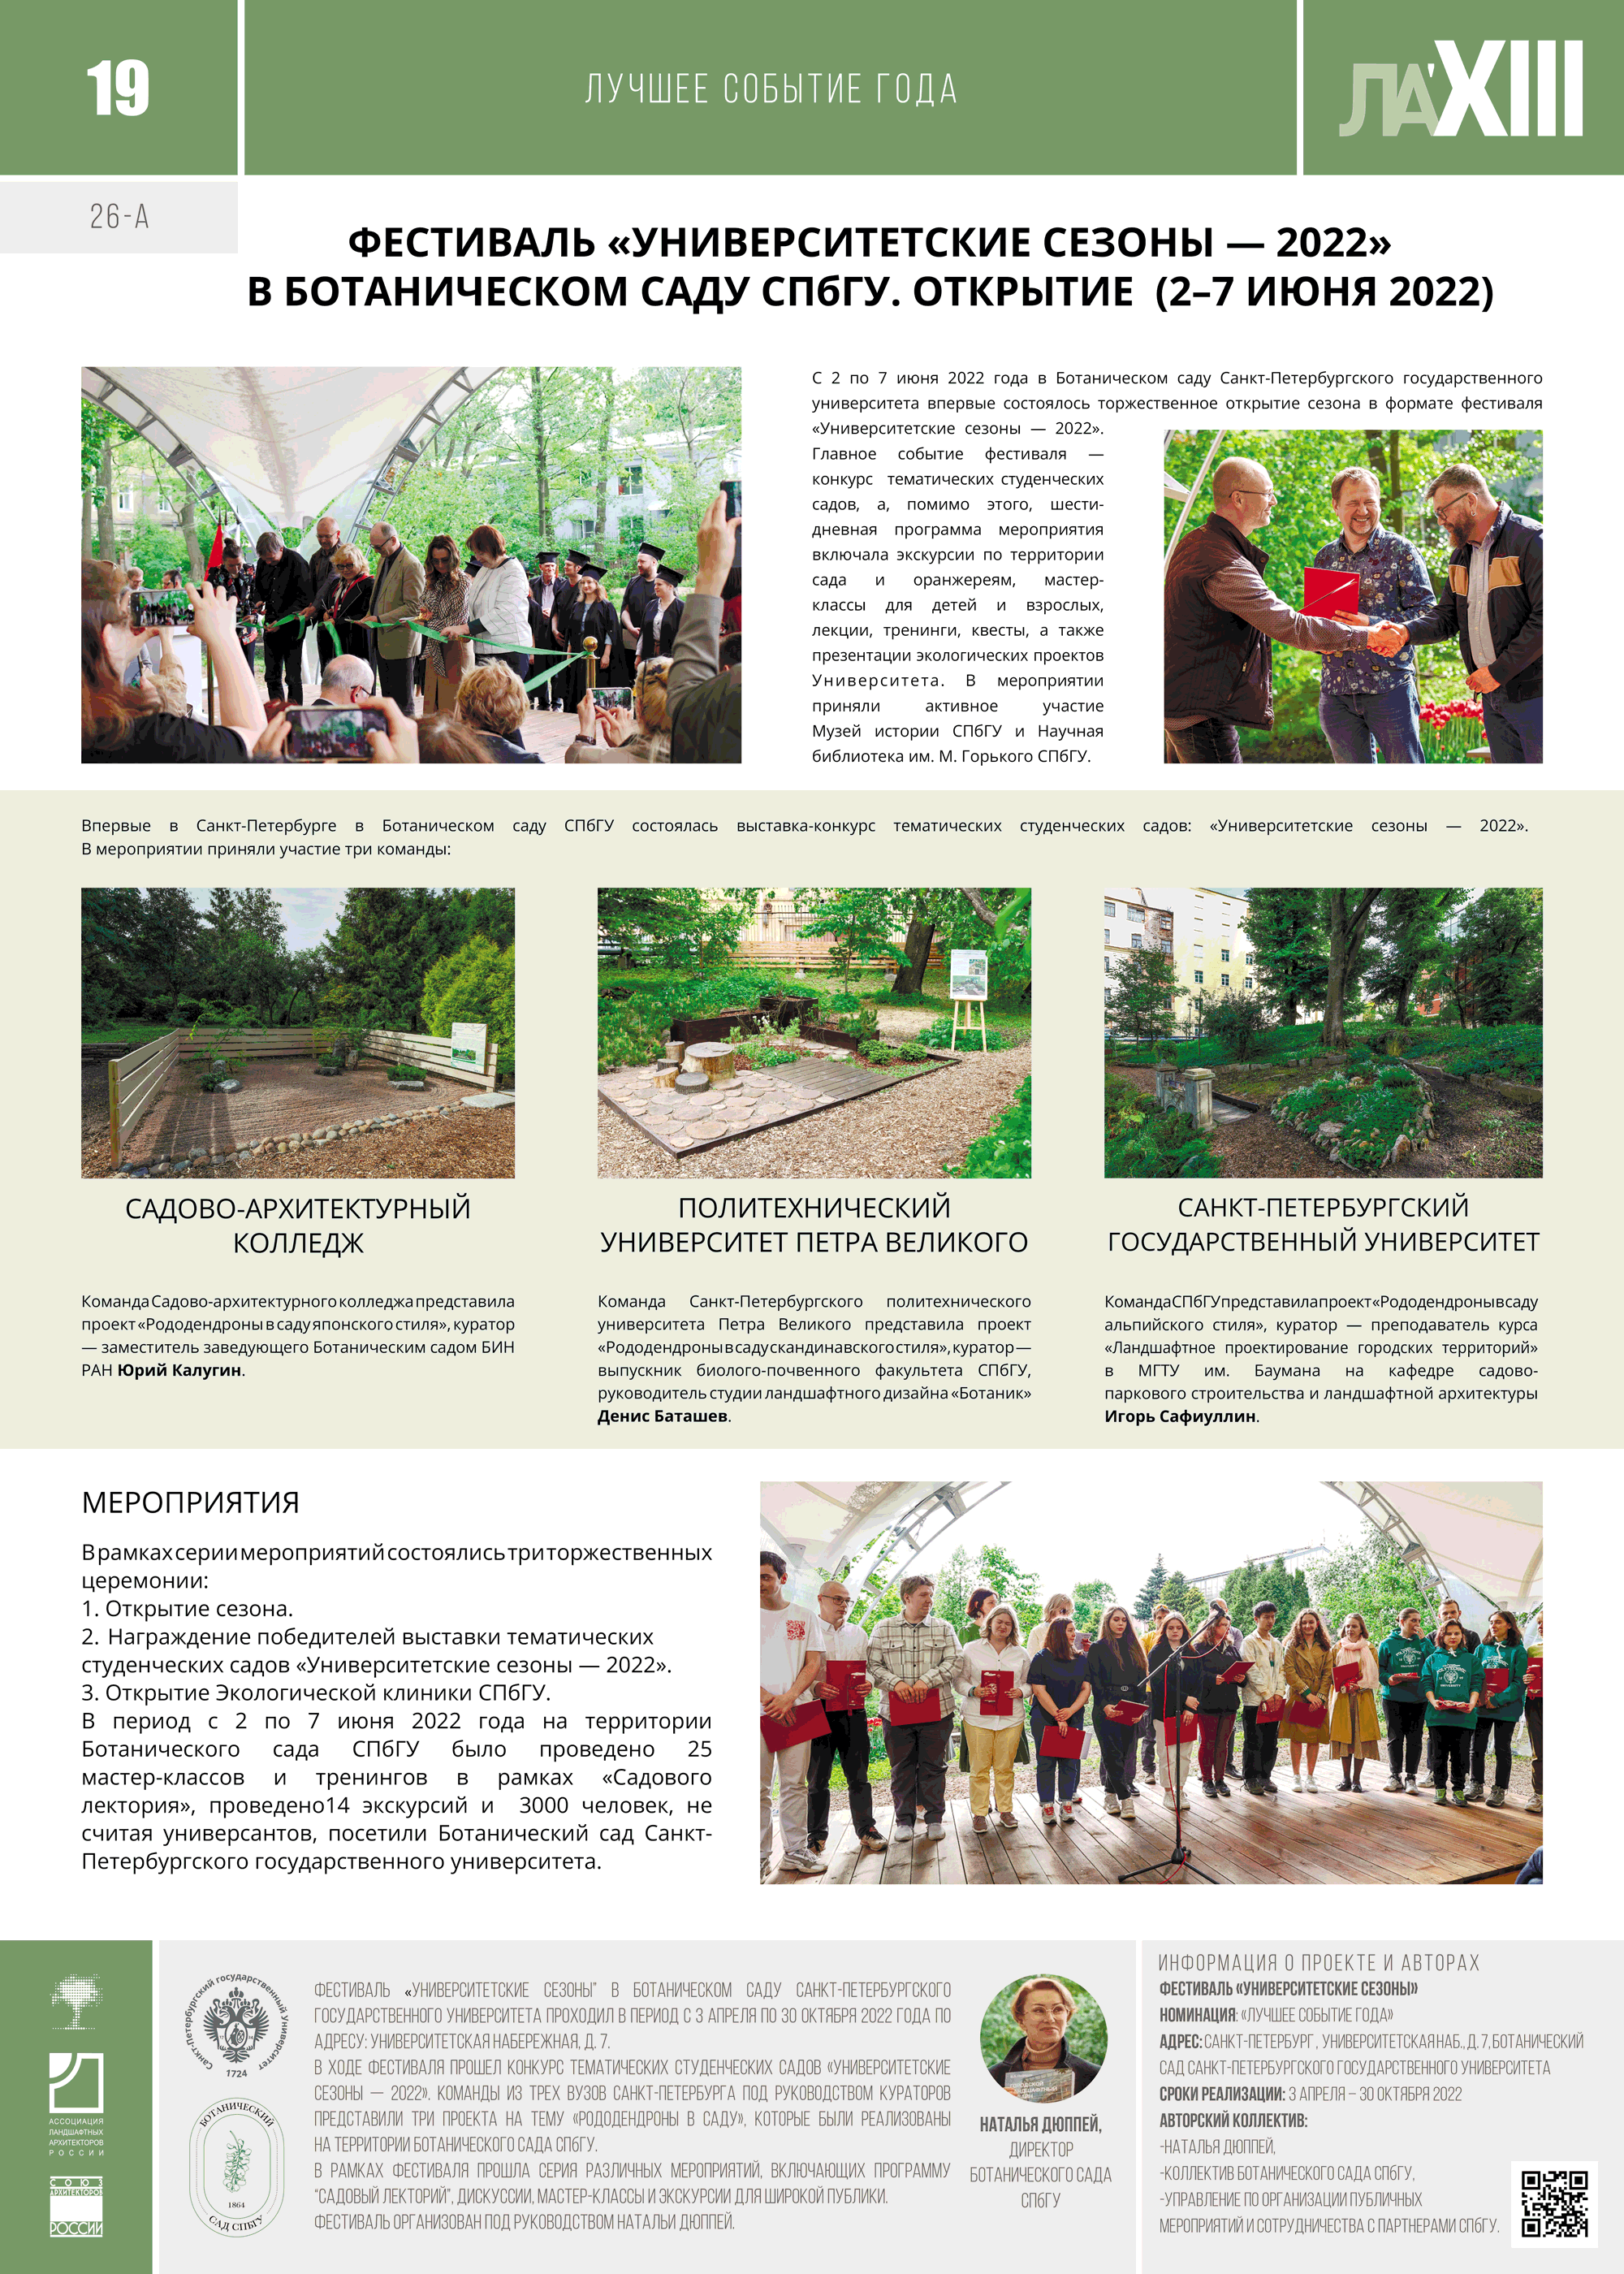 19
ЛУЧШЕЕ СОБЫТИЕ ГОДА
ЛА'XIII
26-А
ФЕСТИВАЛЬ «УНИВЕРСИТЕТСКИЕ СЕЗОНЫ — 2022»
В БОТАНИЧЕСКОМ САДУ СПбГУ. ОТКРЫТИЕ (2–7 ИЮНЯ 2022)
С 2 по 7 июня 2022 года в Ботаническом саду Санкт-Петербургского государственного
университета впервые состоялось торжественное открытие сезона в формате фестиваля
«Университетские сезоны — 2022».
Главное событие фестиваля —
конкурс тематических студенческих
садов, а, помимо этого, шести-
дневная программа мероприятия
включала экскурсии по территории
сада и оранжереям, мастер-
классы для детей и взрослых,
лекции, тренинги, квесты, а также
презентации экологических проектов
Университета. В мероприятии
приняли активное участие
Музей истории СПбГУ и Научная
библиотека им. М. Горького СПбГУ.
Впервые в Санкт-Петербурге в Ботаническом саду СПбГУ состоялась выставка-конкурс тематических студенческих садов: «Университетские сезоны — 2022».
В мероприятии приняли участие три команды:
САДОВО-АРХИТЕКТУРНЫЙ
КОЛЛЕДЖ
Команда Садово-архитектурного колледжа представила
проект «Рододендроны в саду японского стиля», куратор
— заместитель заведующего Ботаническим садом БИН
РАН Юрий Калугин.
ПОЛИТЕХНИЧЕСКИЙ
УНИВЕРСИТЕТ ПЕТРА ВЕЛИКОГО
Команда Санкт-Петербургского политехнического
университета Петра Великого представила проект
«Рододендроны в саду скандинавского стиля», куратор —
выпускник биолого-почвенного факультета СПбГУ,
руководитель студии ландшафтного дизайна «Ботаник»
Денис Баташев.
САНКТ-ПЕТЕРБУРГСКИЙ
ГОСУДАРСТВЕННЫЙ УНИВЕРСИТЕТ
Команда СПбГУ представила проект «Рододендроны в саду
альпийского стиля», куратор — преподаватель курса
«Ландшафтное проектирование городских территорий»
в МГТУ им. Баумана на кафедре садово-
паркового строительства и ландшафтной архитектуры
Игорь Сафиуллин.
МЕРОПРИЯТИЯ
В рамках серии мероприятий состоялись три торжественных
церемонии:
1. Открытие сезона.
2. Награждение победителей выставки тематических
студенческих садов «Университетские сезоны — 2022».
3. Открытие Экологической клиники СПбГУ.
В период с 2 по 7 июня 2022 года на территории
Ботанического сада СПбГУ было проведено 25
мастер-классов и тренингов в рамках «Садового
лектория», проведено14 экскурсий и 3000 человек, не
считая универсантов, посетили Ботанический сад Санкт-
Петербургского государственного университета.
АССОЦИАЦИЯ
ЛАНДШАФТНЫХ
АРХИТЕКТОРОВ
РОССИИ
СОЮЗ
АРХИТЕКТОРОВ
РОССИИ
Санкт-Петербургский государственный университет
1724
БОТАНИЧЕСКИЙ
1864
САД СПбГУ
ФЕСТИВАЛЬ «УНИВЕРСИТЕТСКИЕ СЕЗОНЫ" В БОТАНИЧЕСКОМ САДУ САНКТ-ПЕТЕРБУРГСКОГО
ГОСУДАРСТВЕННОГО УНИВЕРСИТЕТА ПРОХОДИЛ В ПЕРИОД С 3 АПРЕЛЯ ПО 30 ОКТЯБРЯ 2022 ГОДА ПО
АДРЕСУ: УНИВЕРСИТЕТСКАЯ НАБЕРЕЖНАЯ, Д. 7.
В ХОДЕ ФЕСТИВАЛЯ ПРОШЕЛ КОНКУРС ТЕМАТИЧЕСКИХ СТУДЕНЧЕСКИХ САДОВ «УНИВЕРСИТЕТСКИЕ
СЕЗОНЫ — 2022». КОМАНДЫ ИЗ ТРЕХ ВУЗОВ САНКТ-ПЕТЕРБУРГА ПОД РУКОВОДСТВОМ КУРАТОРОВ
ПРЕДСТАВИЛИ ТРИ ПРОЕКТА НА ТЕМУ «РОДОДЕНДРОНЫ В САДУ», КОТОРЫЕ БЫЛИ РЕАЛИЗОВАНЫ
НА ТЕРРИТОРИИ БОТАНИЧЕСКОГО САДА СПбГУ.
В РАМКАХ ФЕСТИВАЛЯ ПРОШЛА СЕРИЯ РАЗЛИЧНЫХ МЕРОПРИЯТИЙ, ВКЛЮЧАЮЩИХ ПРОГРАММУ
"САДОВЫЙ ЛЕКТОРИЙ", ДИСКУССИИ, МАСТЕР-КЛАССЫ И ЭКСКУРСИИ ДЛЯ ШИРОКОЙ ПУБЛИКИ.
ФЕСТИВАЛЬ ОРГАНИЗОВАН ПОД РУКОВОДСТВОМ НАТАЛЬИ ДЮППЕЙ.
НАТАЛЬЯ ДЮППЕЙ,
ДИРЕКТОР
БОТАНИЧЕСКОГО САДА
СПбГУ
ИНФОРМАЦИЯ О ПРОЕКТЕ И АВТОРАХ
ФЕСТИВАЛЬ «УНИВЕРСИТЕТСКИЕ СЕЗОНЫ»
НОМИНАЦИЯ: «ЛУЧШЕЕ СОБЫТИЕ ГОДА»
АДРЕС: САНКТ-ПЕТЕРБУРГ, УНИВЕРСИТЕТСКАЯ НАБ., Д. 7, БОТАНИЧЕСКИЙ
САД САНКТ-ПЕТЕРБУРГСКОГО ГОСУДАРСТВЕННОГО УНИВЕРСИТЕТА
СРОКИ РЕАЛИЗАЦИИ: 3 АПРЕЛЯ – 30 ОКТЯБРЯ 2022
АВТОРСКИЙ КОЛЛЕКТИВ:
-НАТАЛЬЯ ДЮППЕЙ,
-КОЛЛЕКТИВ БОТАНИЧЕСКОГО САДА СПбГУ,
-УПРАВЛЕНИЕ ПО ОРГАНИЗАЦИИ ПУБЛИЧНЫХ
МЕРОПРИЯТИЙ И СОТРУДНИЧЕСТВА С ПАРТНЕРАМИ СПбГУ.